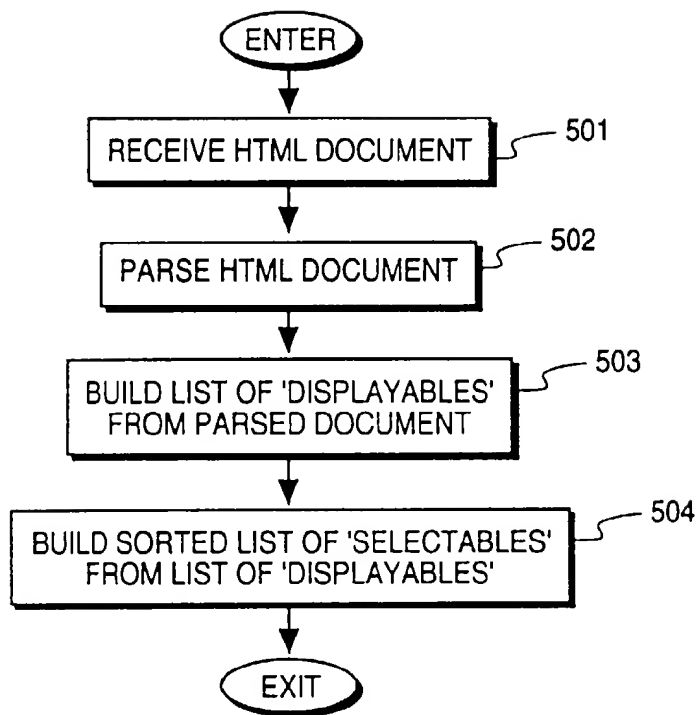 ENTER
RECEIVE HTML DOCUMENT
501
PARSE HTML DOCUMENT
502
BUILD LIST OF 'DISPLAYABLES'
FROM PARSED DOCUMENT
503
BUILD SORTED LIST OF 'SELECTABLES'
FROM LIST OF 'DISPLAYABLES'
504
EXIT